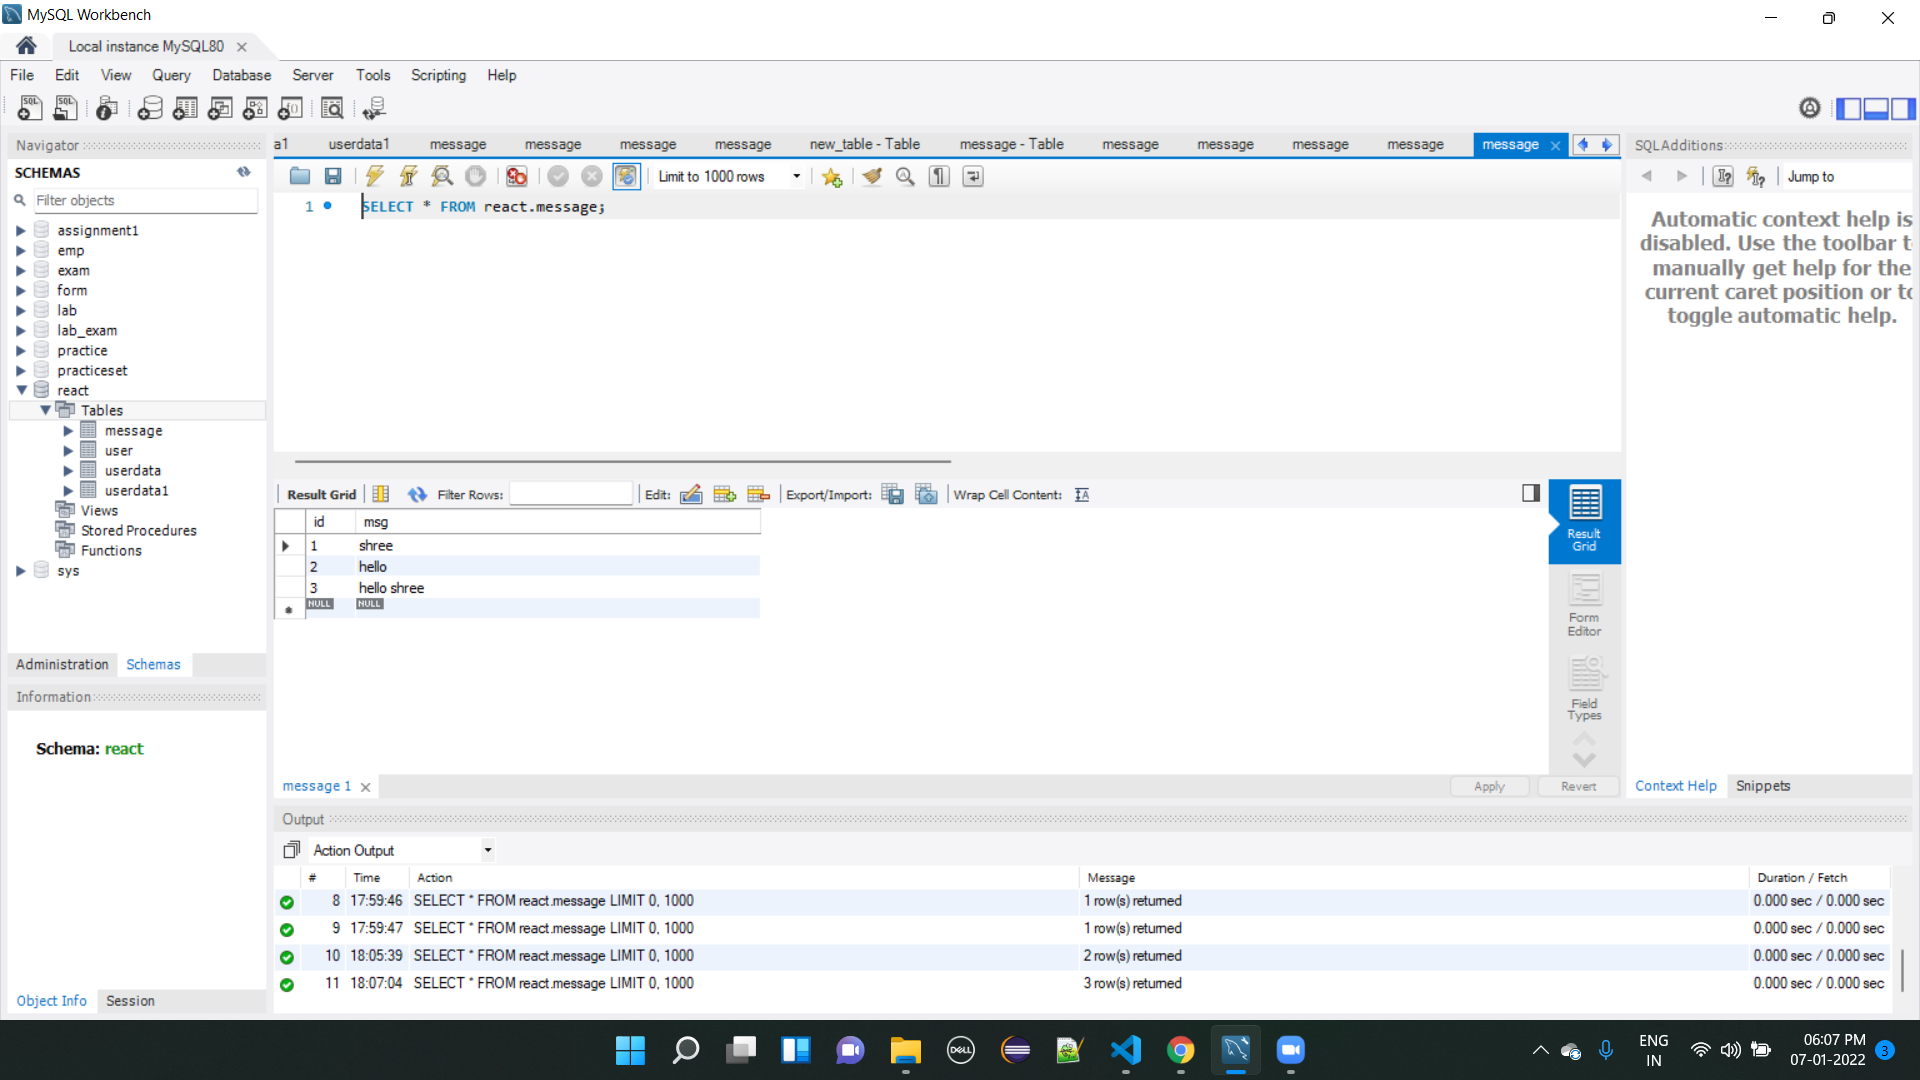 MySQL Workbench
Local instance MySQL80
File Edit View Query Database Server Tools Scripting Help
Navigator
SCHEMAS
Filter objects
assignment1
emp
exam
form
lab
lab_exam
practice
practiceset
react
Tables
message
user
userdata
userdata1
Views
Stored Procedures
Functions
sys
Administration Schemas
Information
Schema: react
Object Info Session
a1 userdata1 message message message message new_table - Table message - Table message message message message message
Limit to 1000 rows
1 SELECT * FROM react.message;
Result Grid Filter Rows: Edit: Export/Import: Wrap Cell Content:
id msg
1 shree
2 hello
3 hello shree
NULL NULL
Result
Grid
Form
Editor
Field
Types
message 1
Apply Revert
SQLAdditions
Jump to
Automatic context help is
disabled. Use the toolbar t
manually get help for the
current caret position or to
toggle automatic help.
Context Help Snippets
Output
Action Output
# Time Action Message Duration / Fetch
8 17:59:46 SELECT * FROM react.message LIMIT 0, 1000 1 row(s) returned 0.000 sec / 0.000 sec
9 17:59:47 SELECT * FROM react.message LIMIT 0, 1000 1 row(s) returned 0.000 sec / 0.000 sec
10 18:05:39 SELECT * FROM react.message LIMIT 0, 1000 2 row(s) returned 0.000 sec / 0.000 sec
11 18:07:04 SELECT * FROM react.message LIMIT 0, 1000 3 row(s) returned 0.000 sec / 0.000 sec
DELL
ENG
IN
06:07 PM
07-01-2022
3